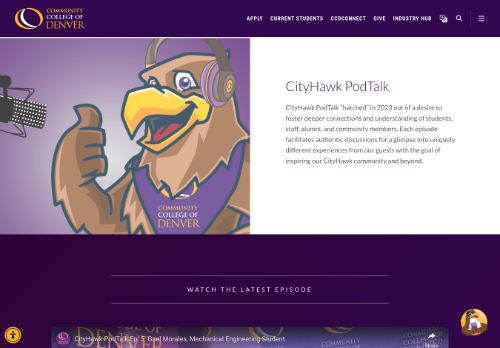 COMMUNITY
COLLEGE OF
DENVER
APPLY CURRENT STUDENTS CCDCONNECT GIVE INDUSTRY HUB
CityHawk PodTalk
CityHawk PodTalk "hatched" in 2023 out of a desire to
foster deeper connections and understanding of students,
staff, alumni, and community members. Each episode
facilitates authentic discussions for a glimpse into uniquely
different experiences from our guests with the goal of
inspiring our CityHawk community and beyond.
COMMUNITY
COLLEGE OF
DENVER
WATCH THE LATEST EPISODE
CityHawk PodTalk Ep. 5: Gael Morales, Mechanical Engineering Student
Share